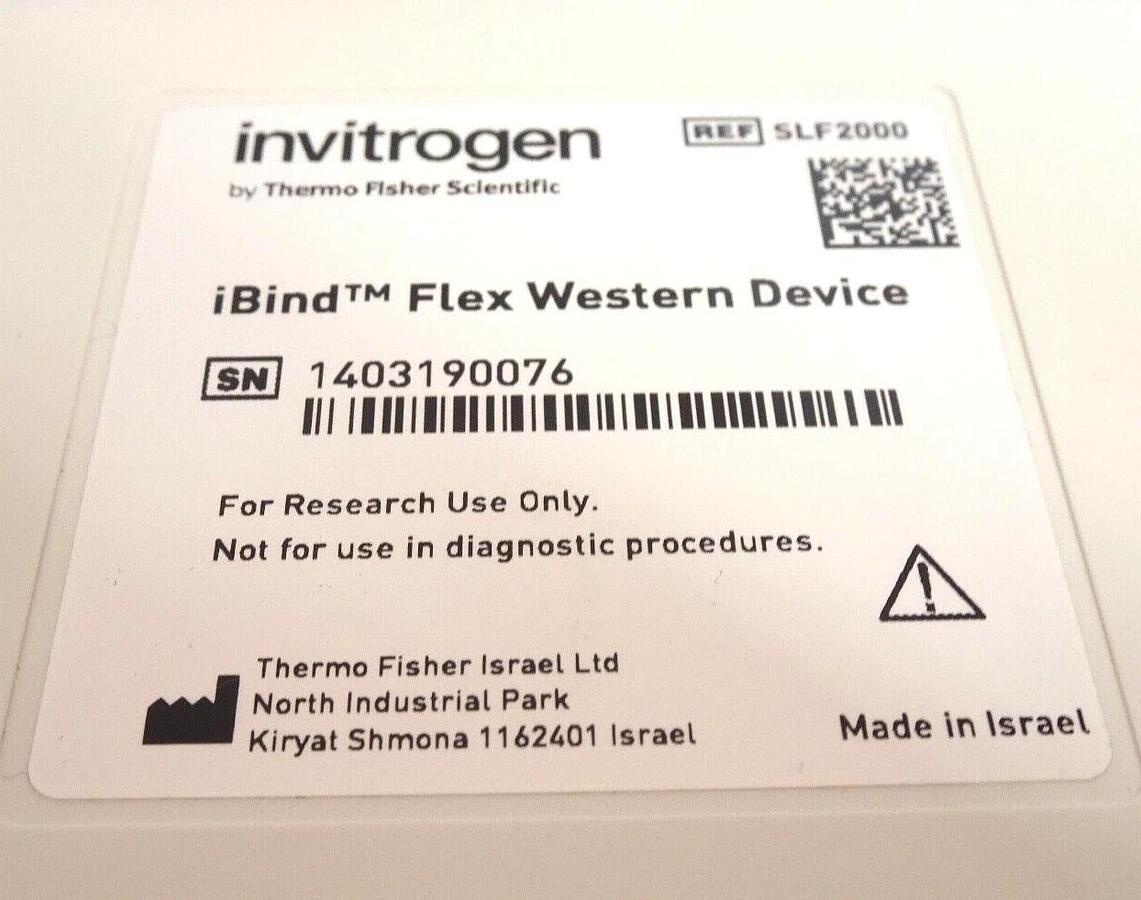 invitrogen
by Thermo Fisher Scientific
REF SLF2000
iBind™ Flex Western Device
SN 1403190076
For Research Use Only.
Not for use in diagnostic procedures.
Thermo Fisher Israel Ltd
North Industrial Park
Kiryat Shmona 1162401 Israel
Made in Israel